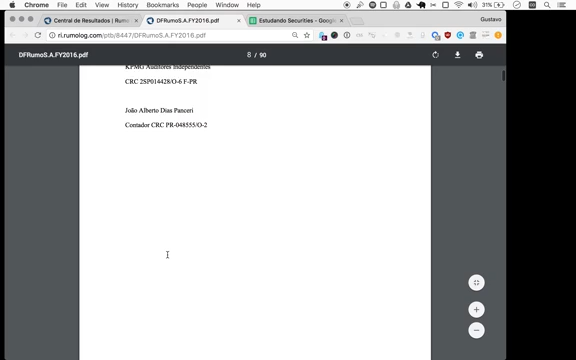 Chrome File Edit View History Bookmarks People Window Help 31%
Central de Resultados | Rumo
DFRumoS.A.FY2016.pdf
Estudando Securities - Google
Gustavo
ri.rumolog.com/ptb/8447/DFRumoS.A.FY2016.pdf
DFRumoS.A.FY2016.pdf 8 / 90
KPMG Auditores Independentes
CRC 2SP014428/O-6 F-PR
João Alberto Dias Panceri
Contador CRC PR-048555/O-2